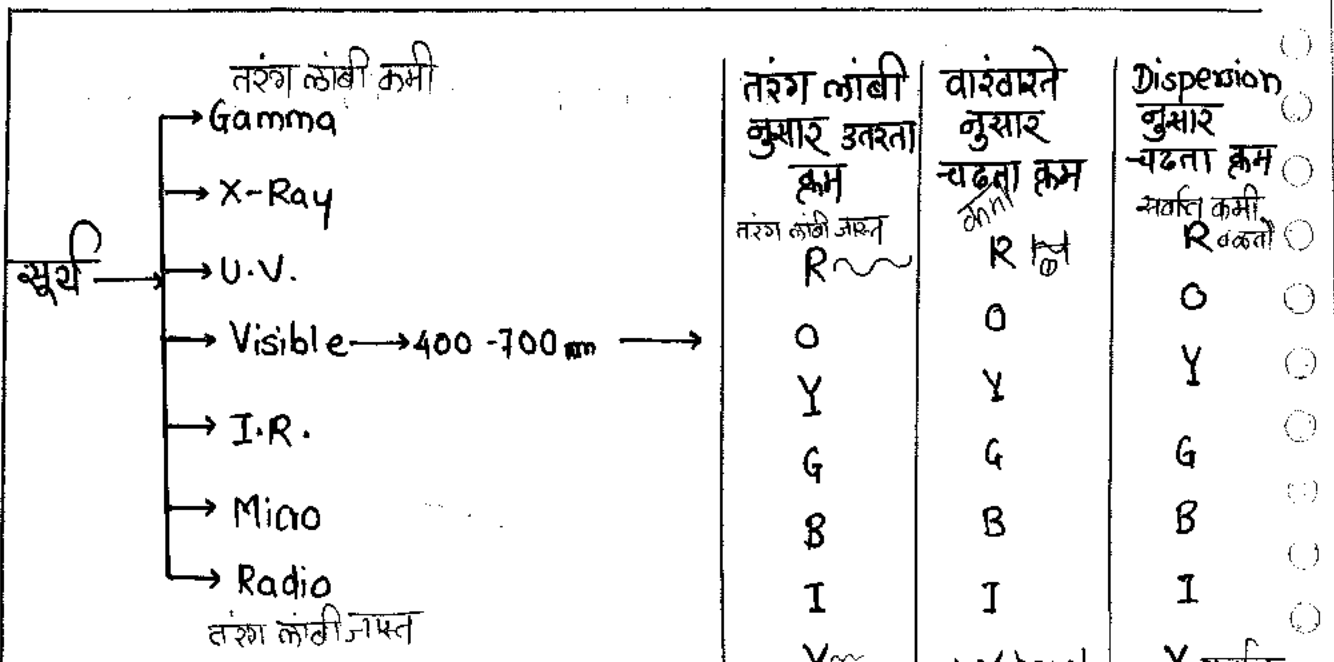 तरंग लांबी कमी
Gamma
X-Ray
सूर्य
U.V.
Visible → 400 -700 nm
I.R.
Micro
Radio
तरंग लांबी जास्त
तरंग लांबी
नुसार उतरता
क्रम
तरंग लांबी जास्त
R
O
Y
G
B
I
V
वारंवारते
नुसार
चढता क्रम
कमी
R
O
Y
G
B
I
Dispersion
नुसार
चढता क्रम
सर्वात कमी
R वळतो
O
Y
G
B
I
V